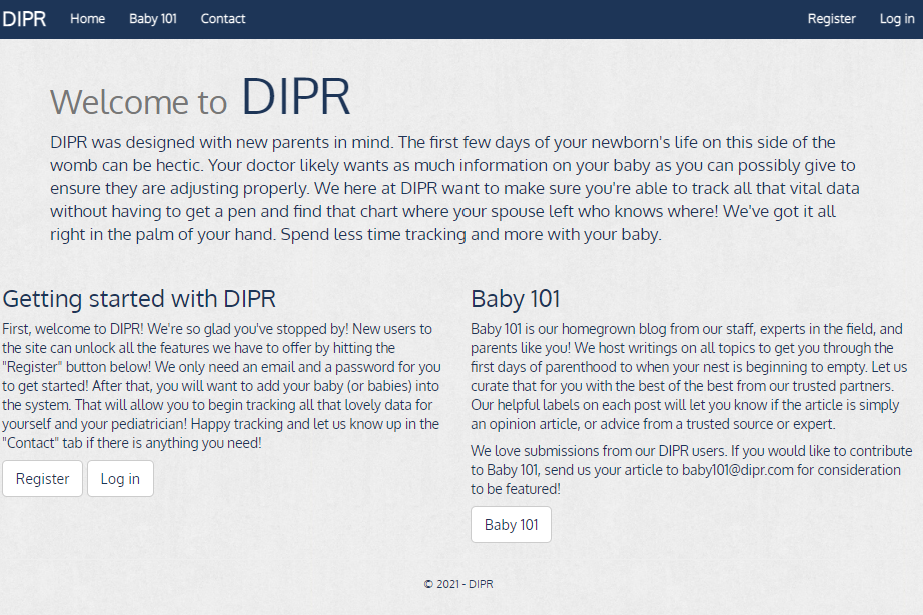 DIPR Home Baby 101 Contact Register Log in
Welcome to DIPR
DIPR was designed with new parents in mind. The first few days of your newborn's life on this side of the
womb can be hectic. Your doctor likely wants as much information on your baby as you can possibly give to
ensure they are adjusting properly. We here at DIPR want to make sure you're able to track all that vital data
without having to get a pen and find that chart where your spouse left who knows where! We've got it all
right in the palm of your hand. Spend less time tracking and more with your baby.
Getting started with DIPR
First, welcome to DIPR! We're so glad you've stopped by! New users to
the site can unlock all the features we have to offer by hitting the
"Register" button below! We only need an email and a password for you
to get started! After that, you will want to add your baby (or babies) into
the system. That will allow you to begin tracking all that lovely data for
yourself and your pediatrician! Happy tracking and let us know up in the
"Contact" tab if there is anything you need!
Register Log in
Baby 101
Baby 101 is our homegrown blog from our staff, experts in the field, and
parents like you! We host writings on all topics to get you through the
first days of parenthood to when your nest is beginning to empty. Let us
curate that for you with the best of the best from our trusted partners.
Our helpful labels on each post will let you know if the article is simply
an opinion article, or advice from a trusted source or expert.
We love submissions from our DIPR users. If you would like to contribute
to Baby 101, send us your article to baby101@dipr.com for consideration
to be featured!
Baby 101
© 2021 - DIPR